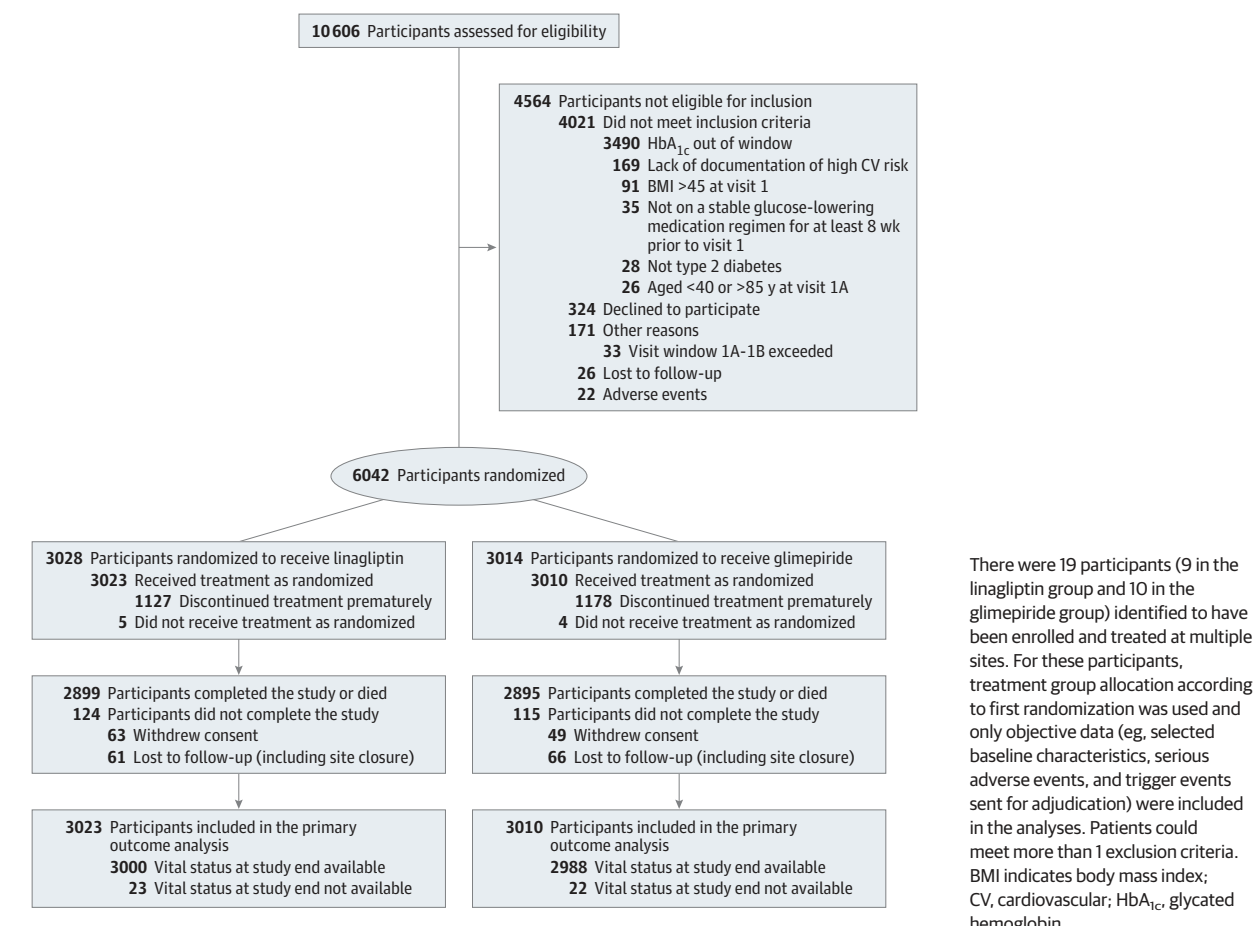 10606 Participants assessed for eligibility
4564 Participants not eligible for inclusion
4021 Did not meet inclusion criteria
3490 HbA1c out of window
169 Lack of documentation of high CV risk
91 BMI >45 at visit 1
35 Not on a stable glucose-lowering
medication regimen for at least 8 wk
prior to visit 1
28 Not type 2 diabetes
26 Aged <40 or >85 y at visit 1A
324 Declined to participate
171 Other reasons
33 Visit window 1A-1B exceeded
26 Lost to follow-up
22 Adverse events
6042 Participants randomized
3028 Participants randomized to receive linagliptin
3023 Received treatment as randomized
1127 Discontinued treatment prematurely
5 Did not receive treatment as randomized
3014 Participants randomized to receive glimepiride
3010 Received treatment as randomized
1178 Discontinued treatment prematurely
4 Did not receive treatment as randomized
2899 Participants completed the study or died
124 Participants did not complete the study
63 Withdrew consent
61 Lost to follow-up (including site closure)
2895 Participants completed the study or died
115 Participants did not complete the study
49 Withdrew consent
66 Lost to follow-up (including site closure)
3023 Participants included in the primary
outcome analysis
3000 Vital status at study end available
23 Vital status at study end not available
3010 Participants included in the primary
outcome analysis
2988 Vital status at study end available
22 Vital status at study end not available
There were 19 participants (9 in the
linagliptin group and 10 in the
glimepiride group) identified to have
been enrolled and treated at multiple
sites. For these participants,
treatment group allocation according
to first randomization was used and
only objective data (eg, selected
baseline characteristics, serious
adverse events, and trigger events
sent for adjudication) were included
in the analyses. Patients could
meet more than 1 exclusion criteria.
BMI indicates body mass index;
CV, cardiovascular; HbA1c, glycated
hemoglobin